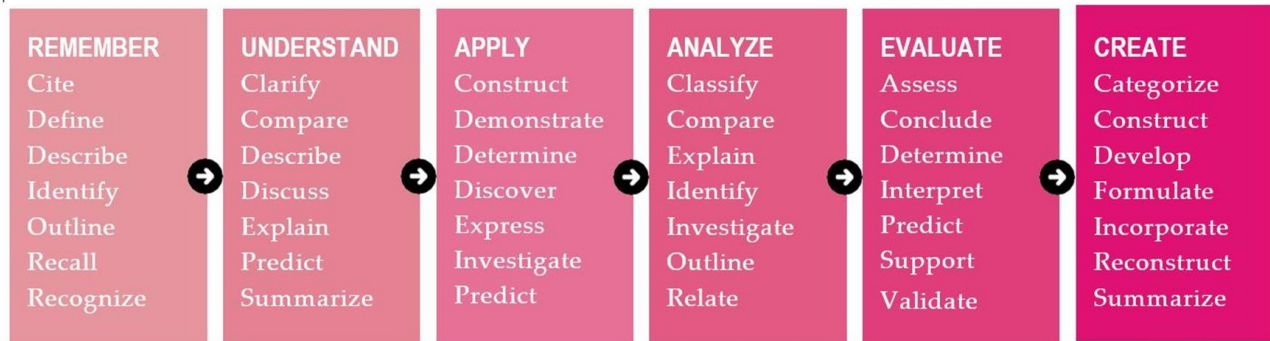 REMEMBER
Cite
Define
Describe
Identify
Outline
Recall
Recognize
UNDERSTAND
Clarify
Compare
Describe
Discuss
Explain
Predict
Summarize
APPLY
Construct
Demonstrate
Determine
Discover
Express
Investigate
Predict
ANALYZE
Classify
Compare
Explain
Identify
Investigate
Outline
Relate
EVALUATE
Assess
Conclude
Determine
Interpret
Predict
Support
Validate
CREATE
Categorize
Construct
Develop
Formulate
Incorporate
Reconstruct
Summarize